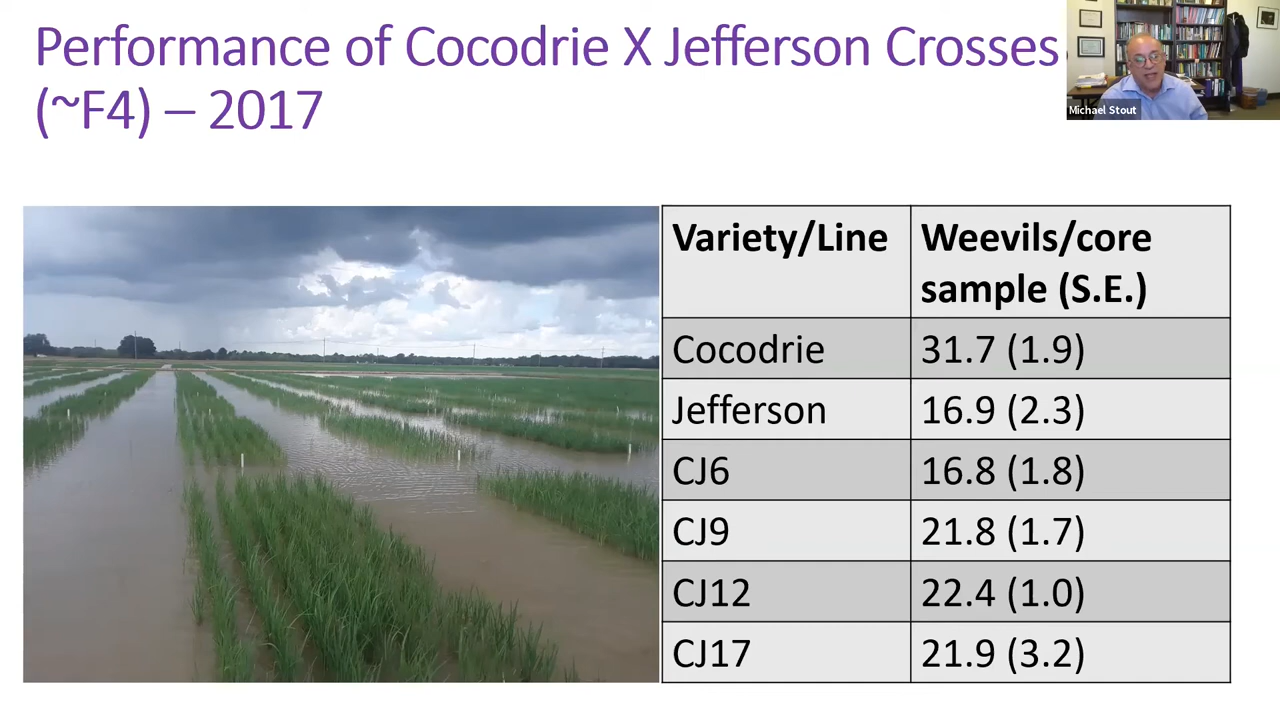 Performance of Cocodrie X Jefferson Crosses
(~F4) – 2017
Michael Stout
Variety/Line Weevils/core
sample (S.E.)
Cocodrie 31.7 (1.9)
Jefferson 16.9 (2.3)
CJ6 16.8 (1.8)
CJ9 21.8 (1.7)
CJ12 22.4 (1.0)
CJ17 21.9 (3.2)